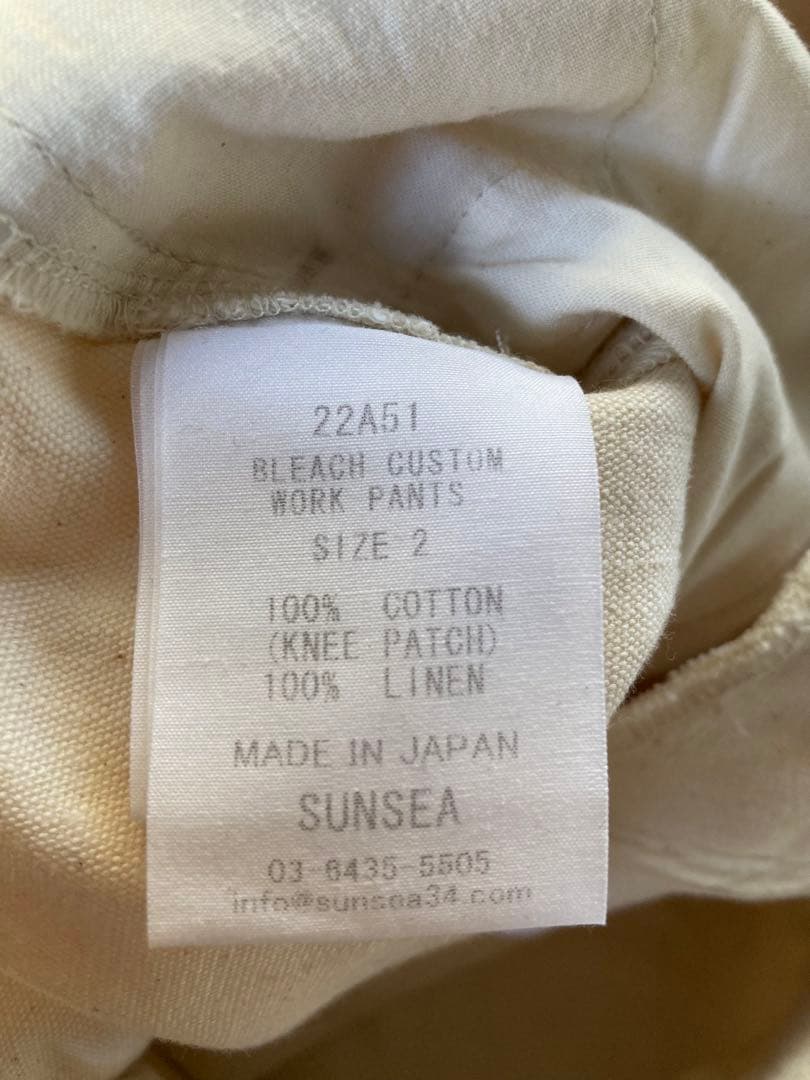 22A51
BLEACH CUSTOM
WORK PANTS
SIZE 2
100% COTTON
(KNEE PATCH)
100% LINEN
MADE IN JAPAN
SUNSEA
03-6435-5505
info@sunsea34.com